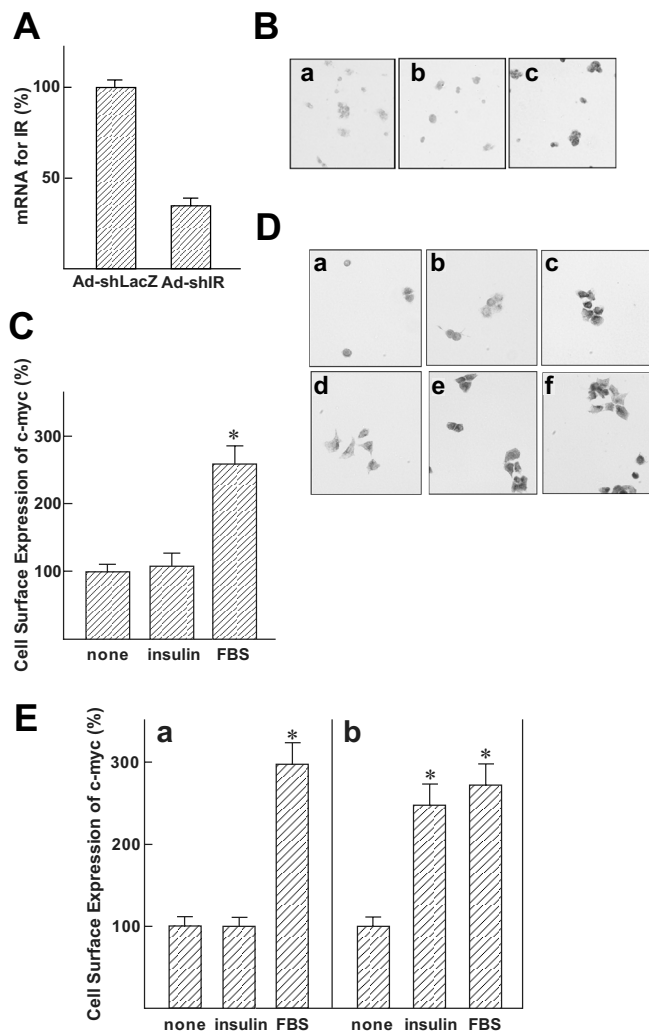 A
mRNA for IR (%)
100
50
Ad-shLacZ Ad-shIR
B
a b c
C
Cell Surface Expression of c-myc (%)
300
200
100
*
none insulin FBS
D
a b c
d e f
E
Cell Surface Expression of c-myc (%)
a b
300
200
100
*
* *
none insulin FBS none insulin FBS